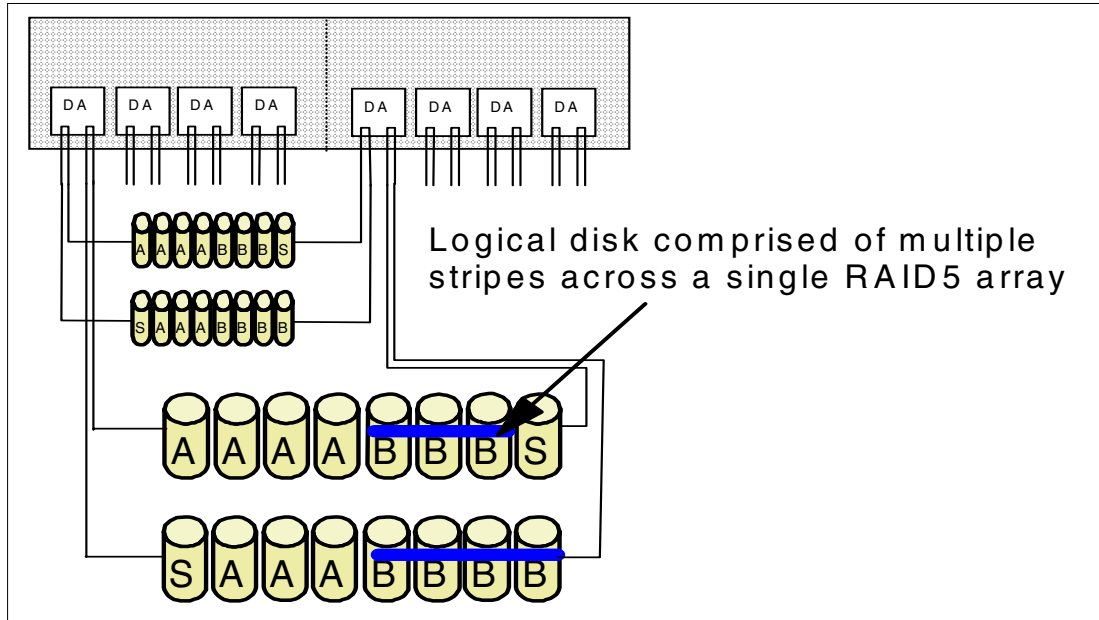 DA DA DA DA DA DA DA DA
A A A A B B B S
Logical disk comprised of multiple
stripes across a single RAID5 array
S A A A B B B B
A A A A B B B S
S A A A B B B B